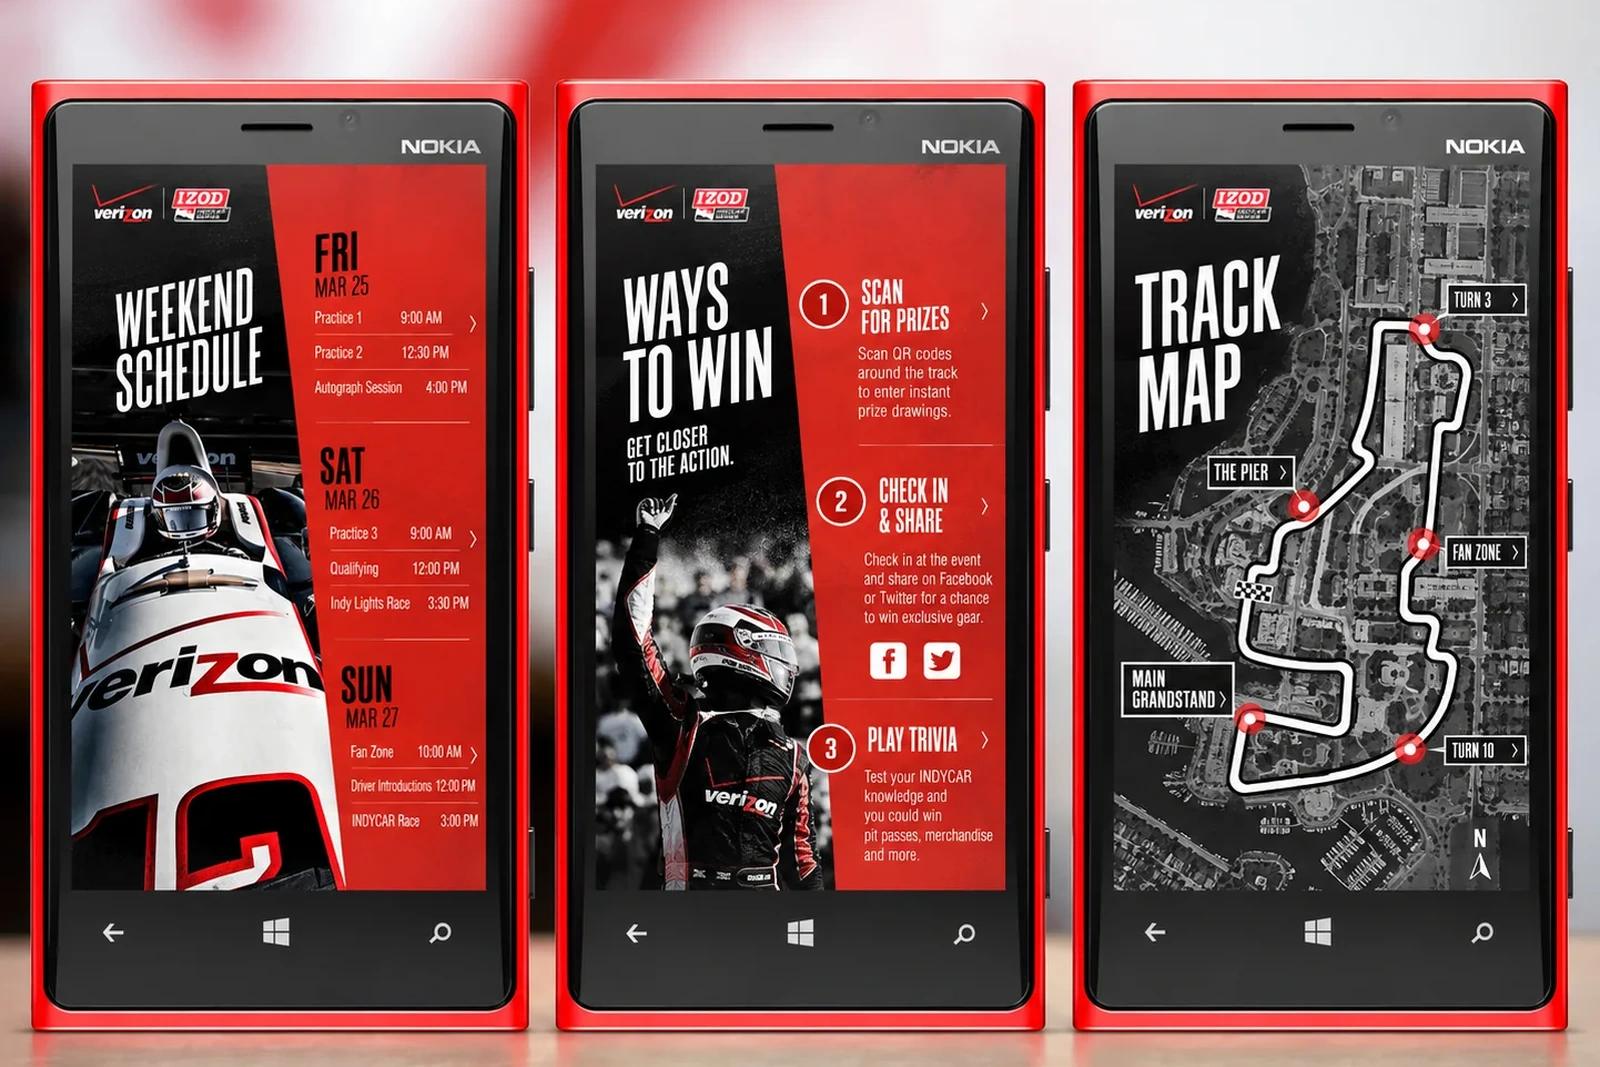 NOKIA
verizon
IZOD
WEEKEND
SCHEDULE
FRI
MAR 25
Practice 1 9:00 AM
Practice 2 12:30 PM
Autograph Session 4:00 PM
SAT
MAR 26
Practice 3 9:00 AM
Qualifying 12:00 PM
Indy Lights Race 3:30 PM
SUN
MAR 27
Fan Zone 10:00 AM
Driver Introductions 12:00 PM
INDYCAR Race 3:00 PM
verizon
12
NOKIA
verizon
IZOD
WAYS
TO WIN
GET CLOSER
TO THE ACTION.
1
SCAN
FOR PRIZES
Scan QR codes
around the track
to enter instant
prize drawings.
2
CHECK IN
& SHARE
Check in at the event
and share on Facebook
or Twitter for a chance
to win exclusive gear.
f
3
PLAY TRIVIA
Test your INDYCAR
knowledge and
you could win
pit passes, merchandise
and more.
verizon
NOKIA
verizon
IZOD
TRACK
MAP
TURN 3
THE PIER
FAN ZONE
MAIN
GRANDSTAND
TURN 10
N